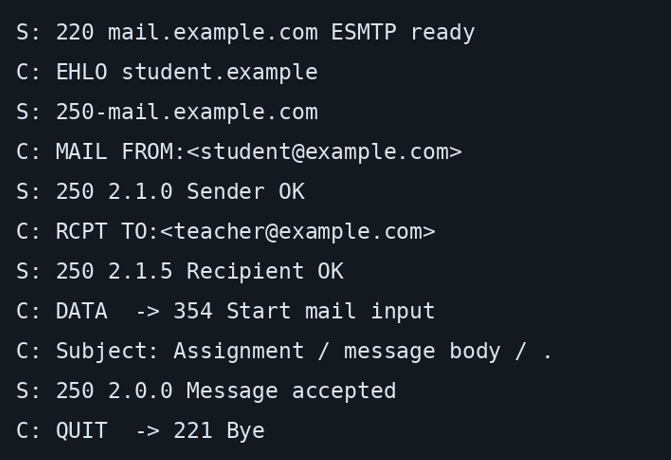 S: 220 mail.example.com ESMTP ready
C: EHLO student.example
S: 250-mail.example.com
C: MAIL FROM:<student@example.com>
S: 250 2.1.0 Sender OK
C: RCPT TO:<teacher@example.com>
S: 250 2.1.5 Recipient OK
C: DATA  -> 354 Start mail input
C: Subject: Assignment / message body / .
S: 250 2.0.0 Message accepted
C: QUIT  -> 221 Bye